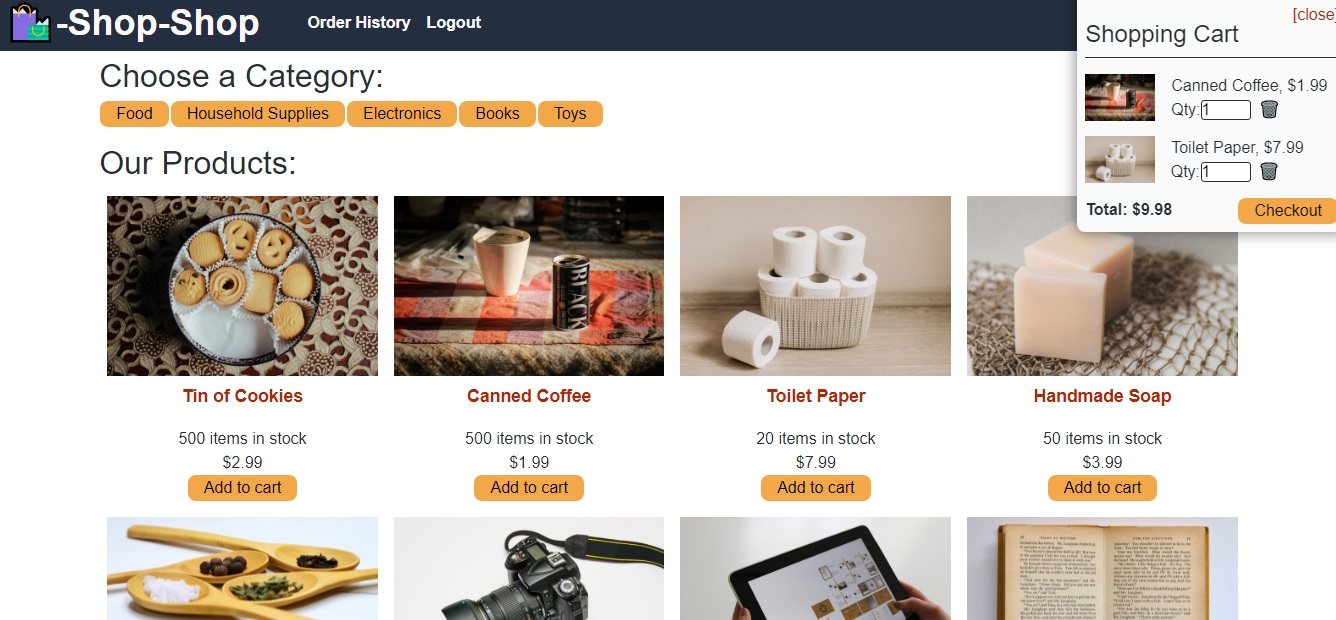 -Shop-Shop
Order History
Logout
[close]
Shopping Cart
Canned Coffee, $1.99
Qty:1
Toilet Paper, $7.99
Qty:1
Total: $9.98
Checkout
Choose a Category:
Food
Household Supplies
Electronics
Books
Toys
Our Products:
BLACK
Tin of Cookies
500 items in stock
$2.99
Add to cart
Canned Coffee
500 items in stock
$1.99
Add to cart
Toilet Paper
20 items in stock
$7.99
Add to cart
Handmade Soap
50 items in stock
$3.99
Add to cart